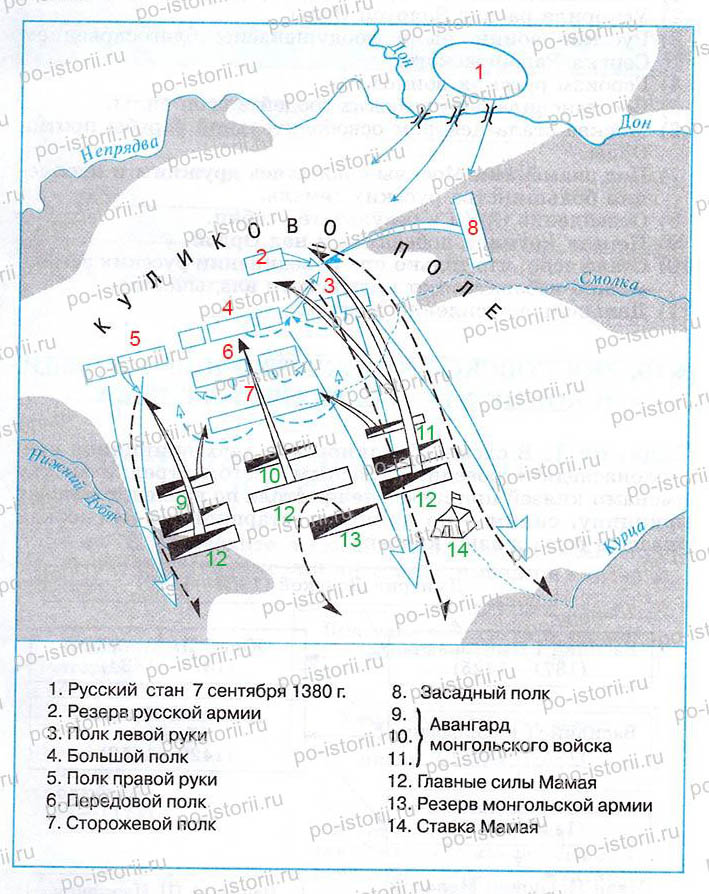 po-istorii.ru
Дон
1
Непрядва
Дон
КУЛИКОВО ПОЛЕ
8
2
Смолка
3
4
5
6
7
11
10
9
12
12
12
13
14
Нижний Дубяк
Курца
1. Русский стан 7 сентября 1380 г.
2. Резерв русской армии
3. Полк левой руки
4. Большой полк
5. Полк правой руки
6. Передовой полк
7. Сторожевой полк
8. Засадный полк
9.
10. Авангард
11. монгольского войска
12. Главные силы Мамая
13. Резерв монгольской армии
14. Ставка Мамая